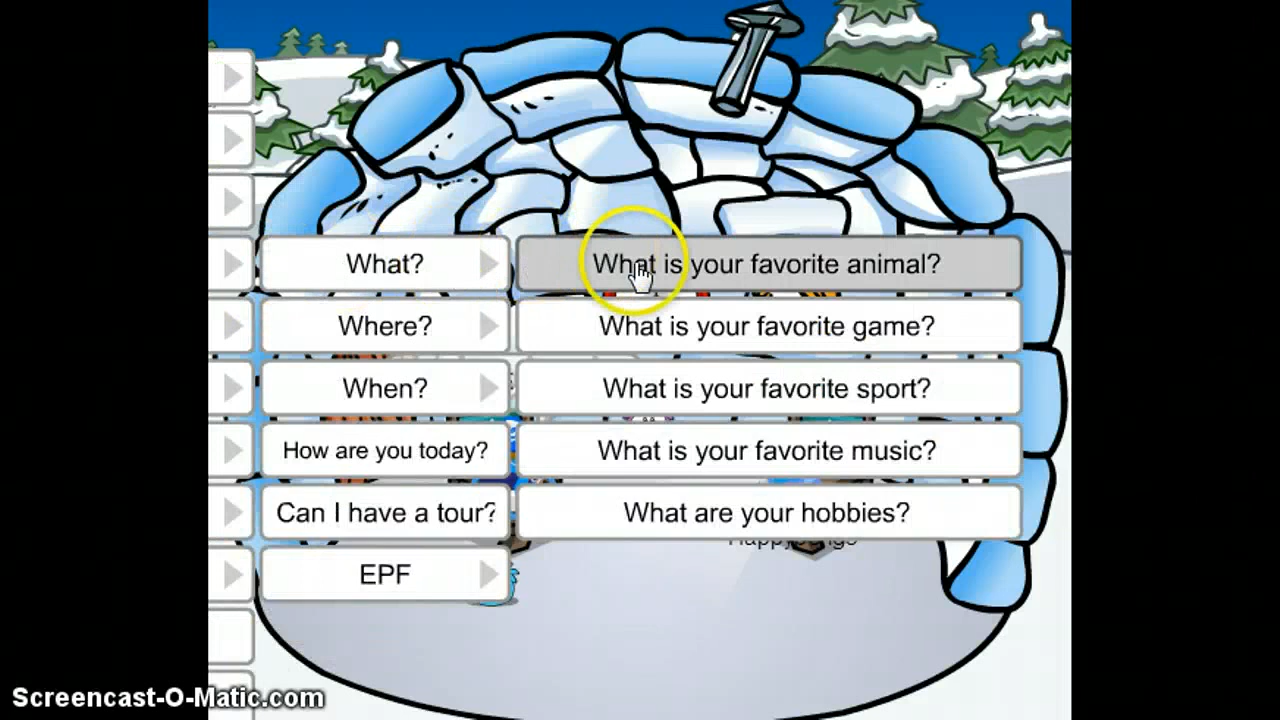 What?
What is your favorite animal?
Where?
What is your favorite game?
When?
What is your favorite sport?
How are you today?
What is your favorite music?
Can I have a tour?
What are your hobbies?
EPF
Screencast-O-Matic.com